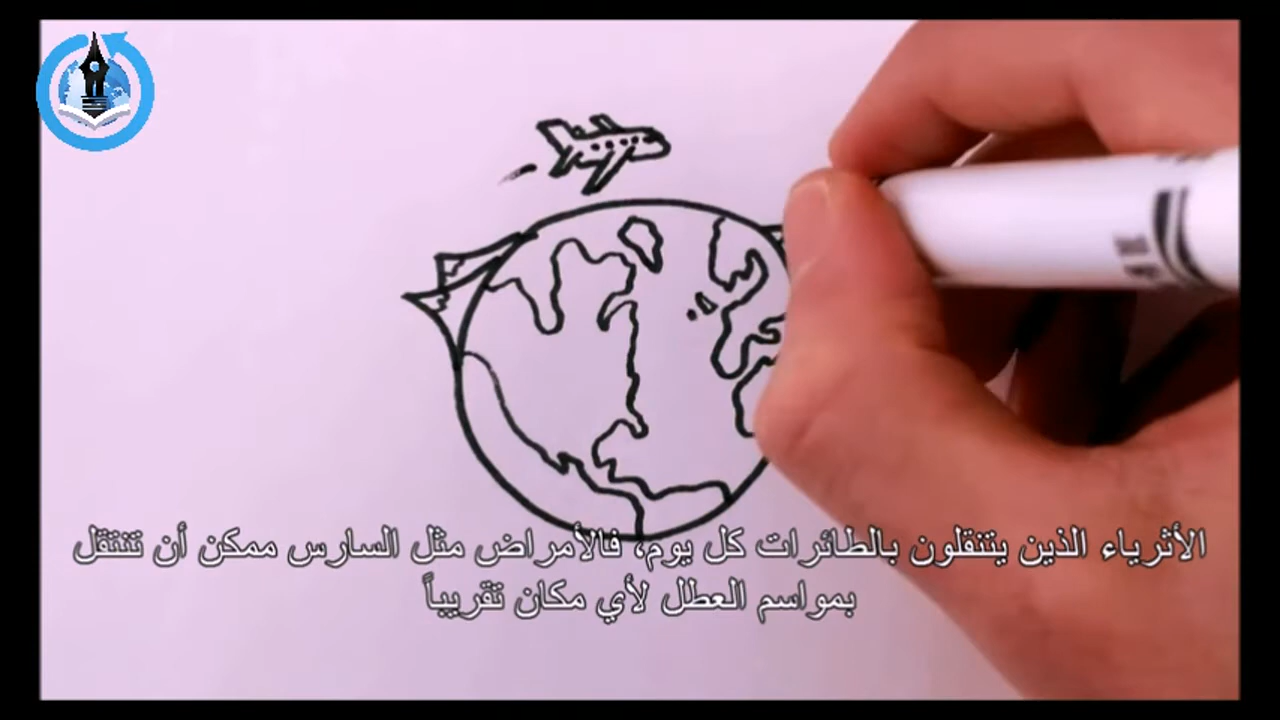 الأثرياء الذين يتنقلون بالطائرات كل يوم، فالأمراض مثل السارس ممكن أن تنتقل
بمواسم العطل لأي مكان تقريباً